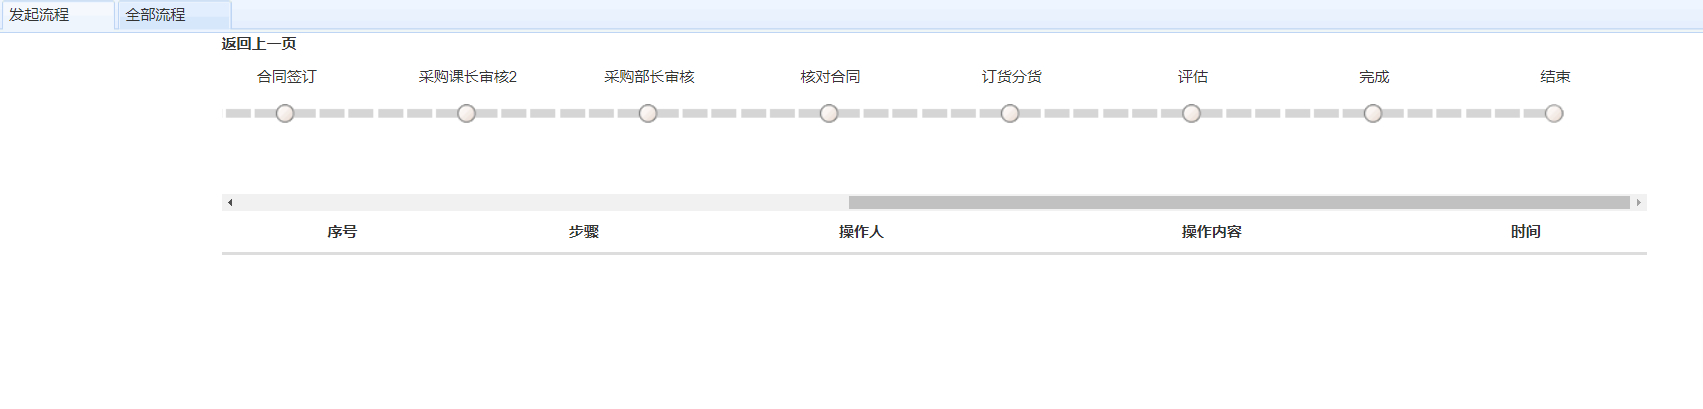 发起流程 全部流程
返回上一页
合同签订 采购课长审核2 采购部长审核 核对合同 订货分货 评估 完成 结束
序号 步骤 操作人 操作内容 时间